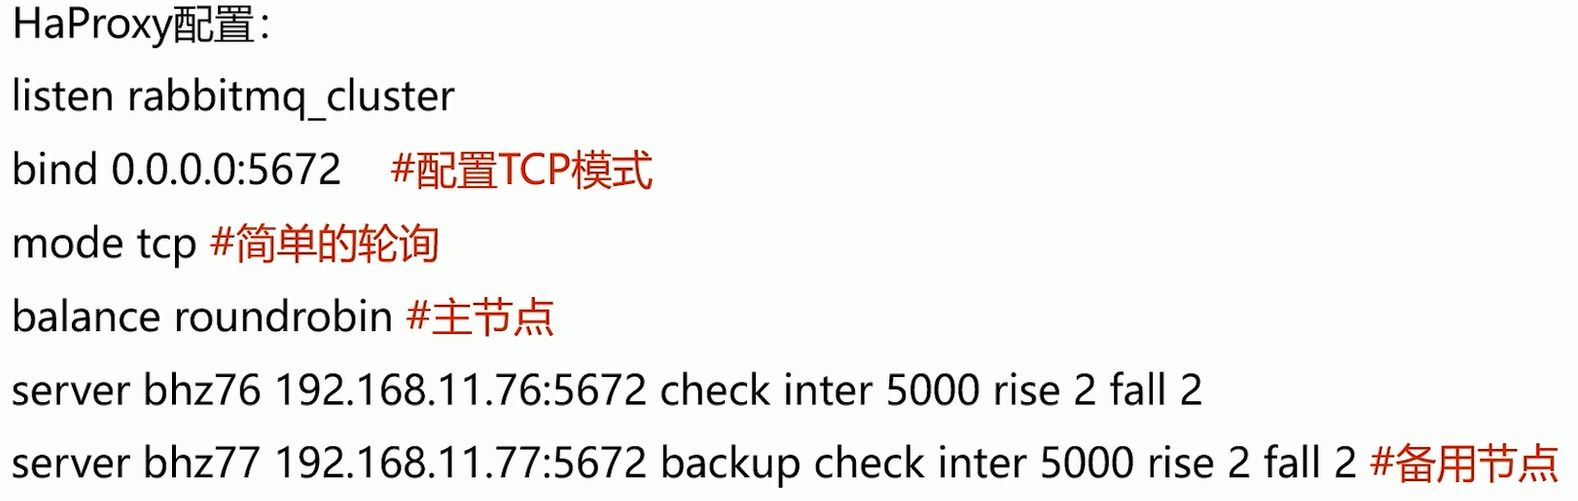 HaProxy配置：
listen rabbitmq_cluster
bind 0.0.0.0:5672 #配置TCP模式
mode tcp #简单的轮询
balance roundrobin #主节点
server bhz76 192.168.11.76:5672 check inter 5000 rise 2 fall 2
server bhz77 192.168.11.77:5672 backup check inter 5000 rise 2 fall 2 #备用节点